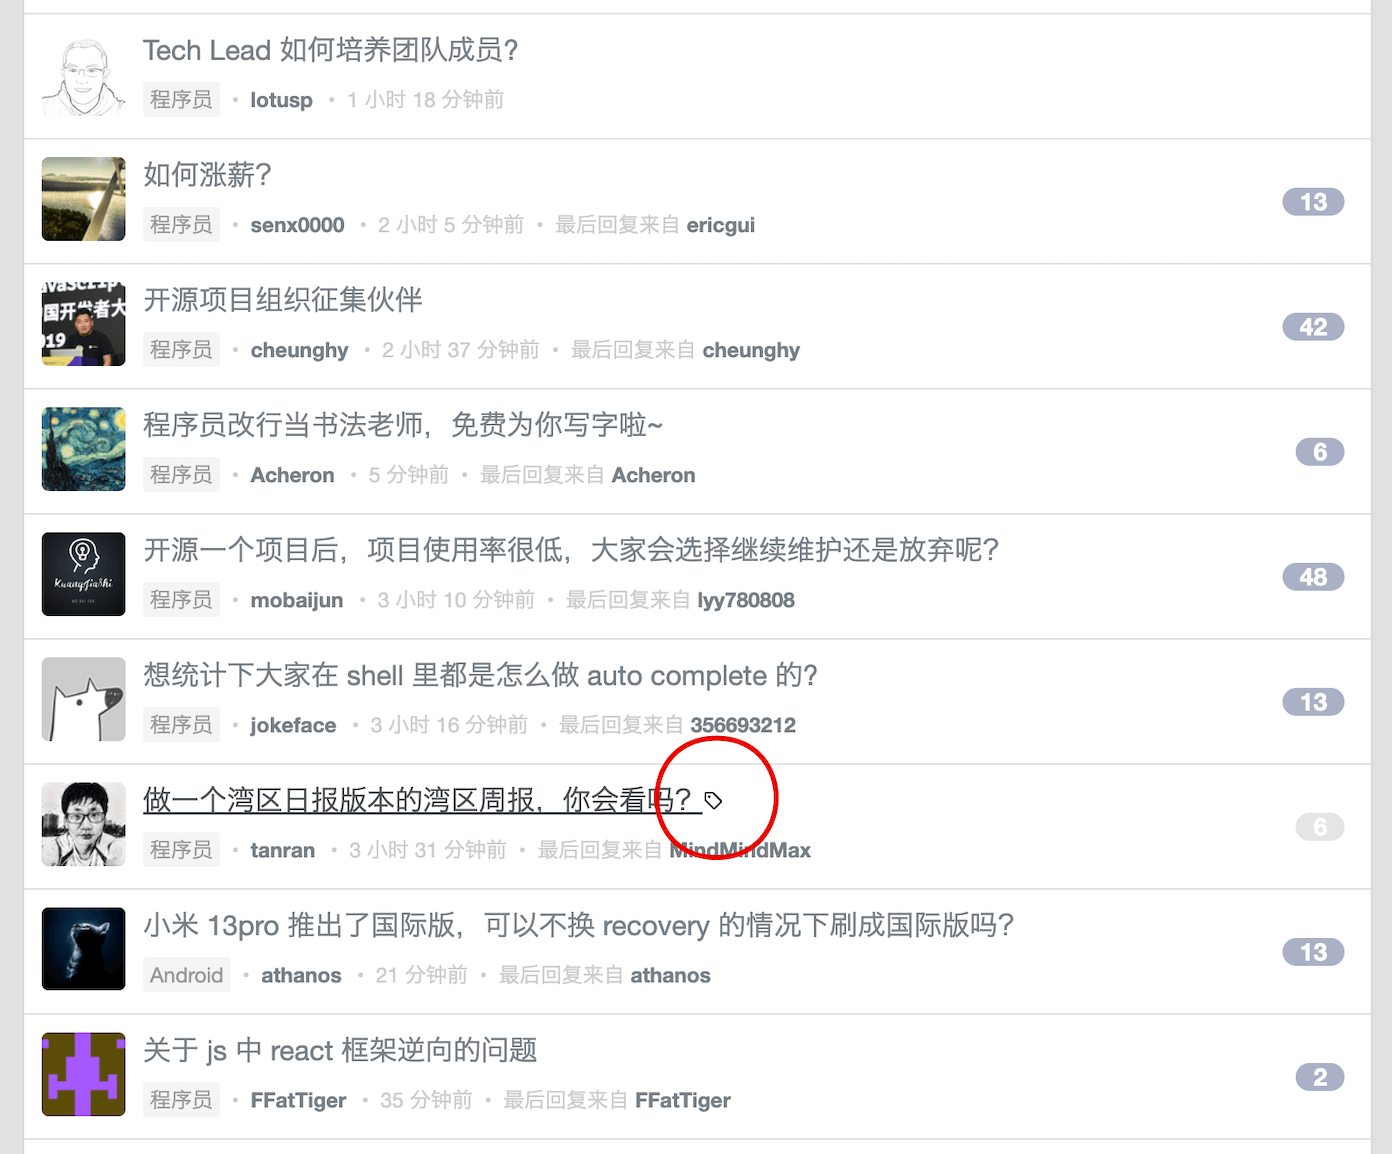 Tech Lead 如何培养团队成员?
程序员 • lotusp • 1 小时 18 分钟前
如何涨薪?
13
程序员 • senx0000 • 2 小时 5 分钟前 • 最后回复来自 ericgui
avaScrip
国开发者大
019
开源项目组织征集伙伴
42
程序员 • cheunghy • 2 小时 37 分钟前 • 最后回复来自 cheunghy
程序员改行当书法老师，免费为你写字啦~
6
程序员 • Acheron • 5 分钟前 • 最后回复来自 Acheron
KuangJiaShi
开源一个项目后，项目使用率很低，大家会选择继续维护还是放弃呢?
48
程序员 • mobaijun • 3 小时 10 分钟前 • 最后回复来自 lyy780808
想统计下大家在 shell 里都是怎么做 auto complete 的?
13
程序员 • jokeface • 3 小时 16 分钟前 • 最后回复来自 356693212
做一个湾区日报版本的湾区周报，你会看吗?
6
程序员 • tanran • 3 小时 31 分钟前 • 最后回复来自 MindMindMax
小米 13pro 推出了国际版，可以不换 recovery 的情况下刷成国际版吗?
13
Android • athanos • 21 分钟前 • 最后回复来自 athanos
关于 js 中 react 框架逆向的问题
2
程序员 • FFatTiger • 35 分钟前 • 最后回复来自 FFatTiger